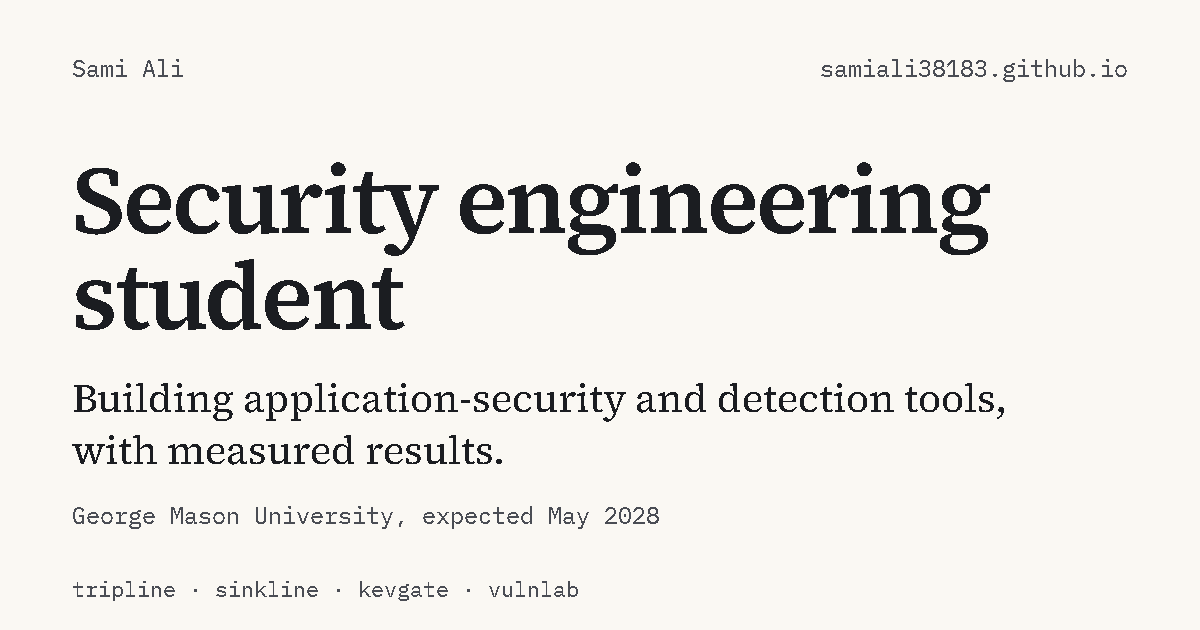 Sami Ali
samiali38183.github.io
Security engineering
student
Building application-security and detection tools,
with measured results.
George Mason University, expected May 2028
tripline · sinkline · kevgate · vulnlab